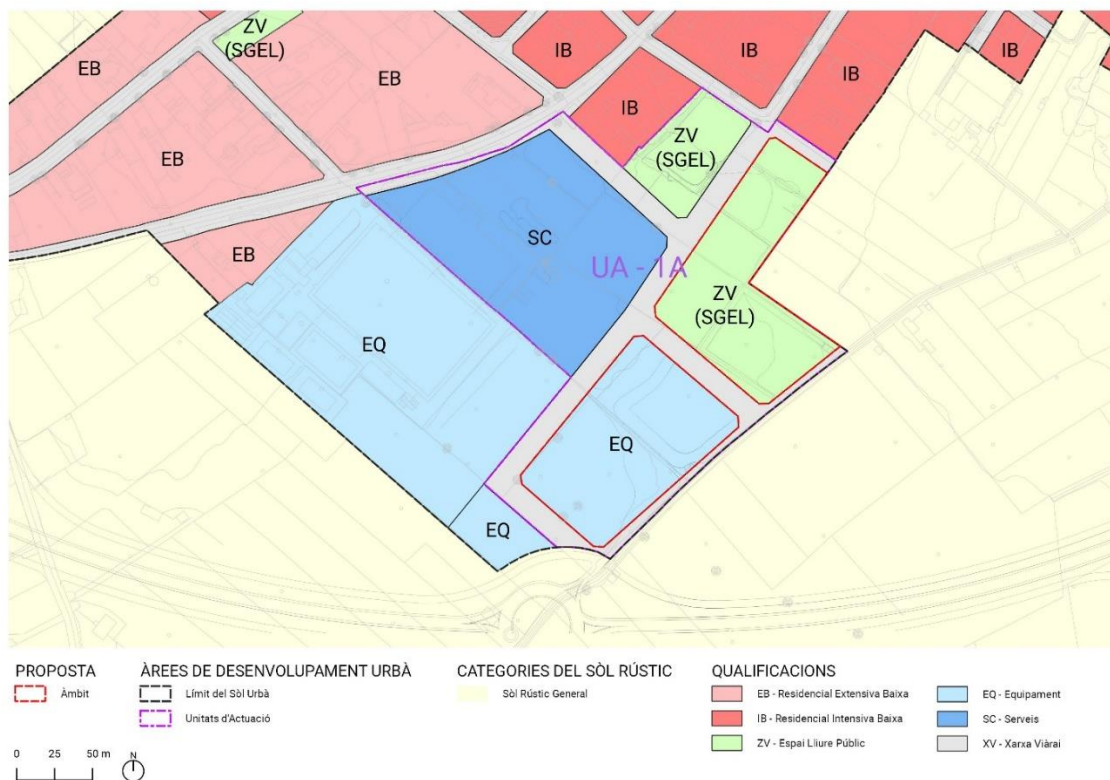 ZV
(SGEL)
EB
EB
IB
IB
IB
IB
IB
EB
ZV
(SGEL)
SC
UA - 1A
EB
ZV
(SGEL)
EQ
EQ
EQ
PROPOSTA
Àmbit
ÀREES DE DESENVOLUPAMENT URBÀ
Límit del Sòl Urbà
Unitats d'Actuació
CATEGORIES DEL SÒL RÚSTIC
Sòl Rústic General
QUALIFICACIONS
EB - Residencial Extensiva Baixa
IB - Residencial Intensiva Baixa
ZV - Espai Lliure Públic
EQ - Equipament
SC - Serveis
XV - Xarxa Viàrai
0 25 50 m N